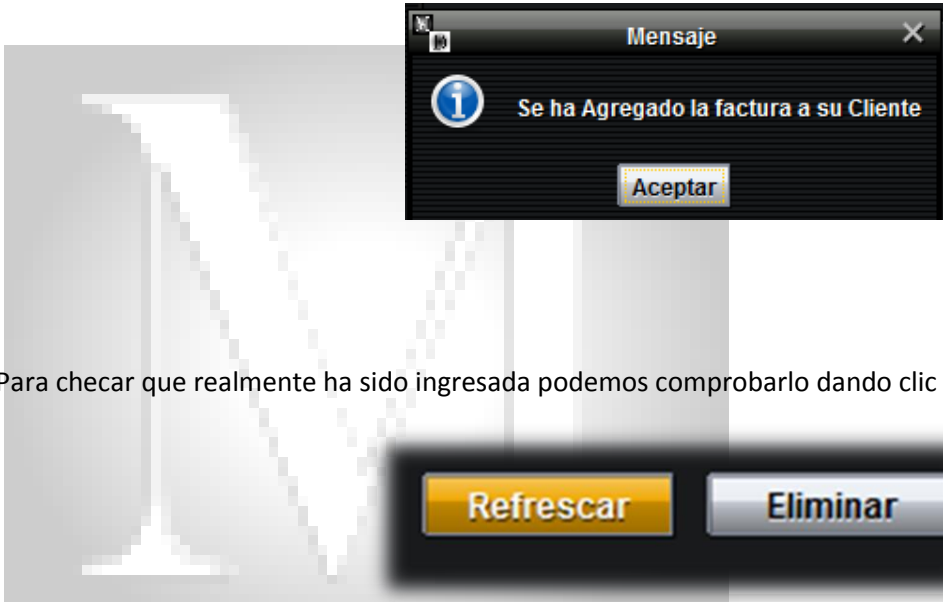 Mensaje
Se ha Agregado la factura a su Cliente
Aceptar
Para checar que realmente ha sido ingresada podemos comprobarlo dando clic
Refrescar Eliminar